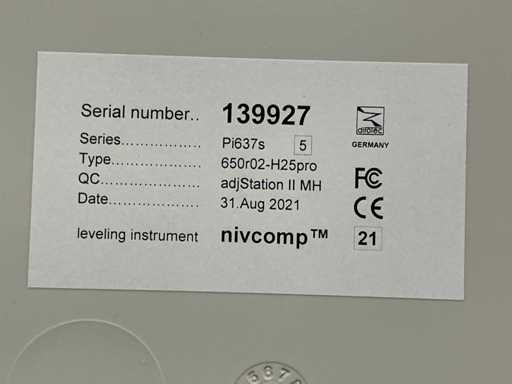 Serial number.. 139927
Series................ Pi637s 5
Type.................. 650r02-H25pro
QC.................... adjStation II MH
Date................... 31.Aug 2021
leveling instrument nivcomp™ 21
GERMANY
FC
CE